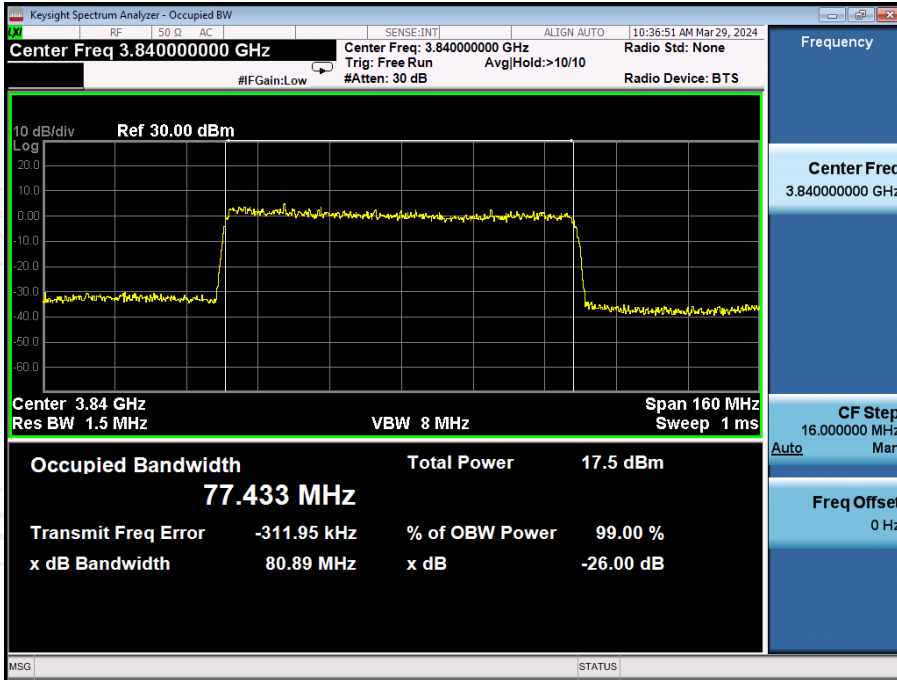 Keysight Spectrum Analyzer - Occupied BW
LXI RF 50 Ω AC SENSE:INT ALIGN AUTO 10:36:51 AM Mar 29, 2024
Center Freq 3.840000000 GHz
Center Freq: 3.840000000 GHz
Radio Std: None
Trig: Free Run Avg|Hold:>10/10
#IFGain:Low
#Atten: 30 dB
Radio Device: BTS
Frequency
10 dB/div Ref 30.00 dBm
Log
20.0
10.0
0.00
-10.0
-20.0
-30.0
-40.0
-50.0
-60.0
Center 3.84 GHz Span 160 MHz
Res BW 1.5 MHz VBW 8 MHz Sweep 1 ms
Center Freq
3.840000000 GHz
CF Step
16.000000 MHz
Auto Man
Freq Offset
0 Hz
Occupied Bandwidth Total Power 17.5 dBm
77.433 MHz
Transmit Freq Error -311.95 kHz % of OBW Power 99.00 %
x dB Bandwidth 80.89 MHz x dB -26.00 dB
MSG STATUS